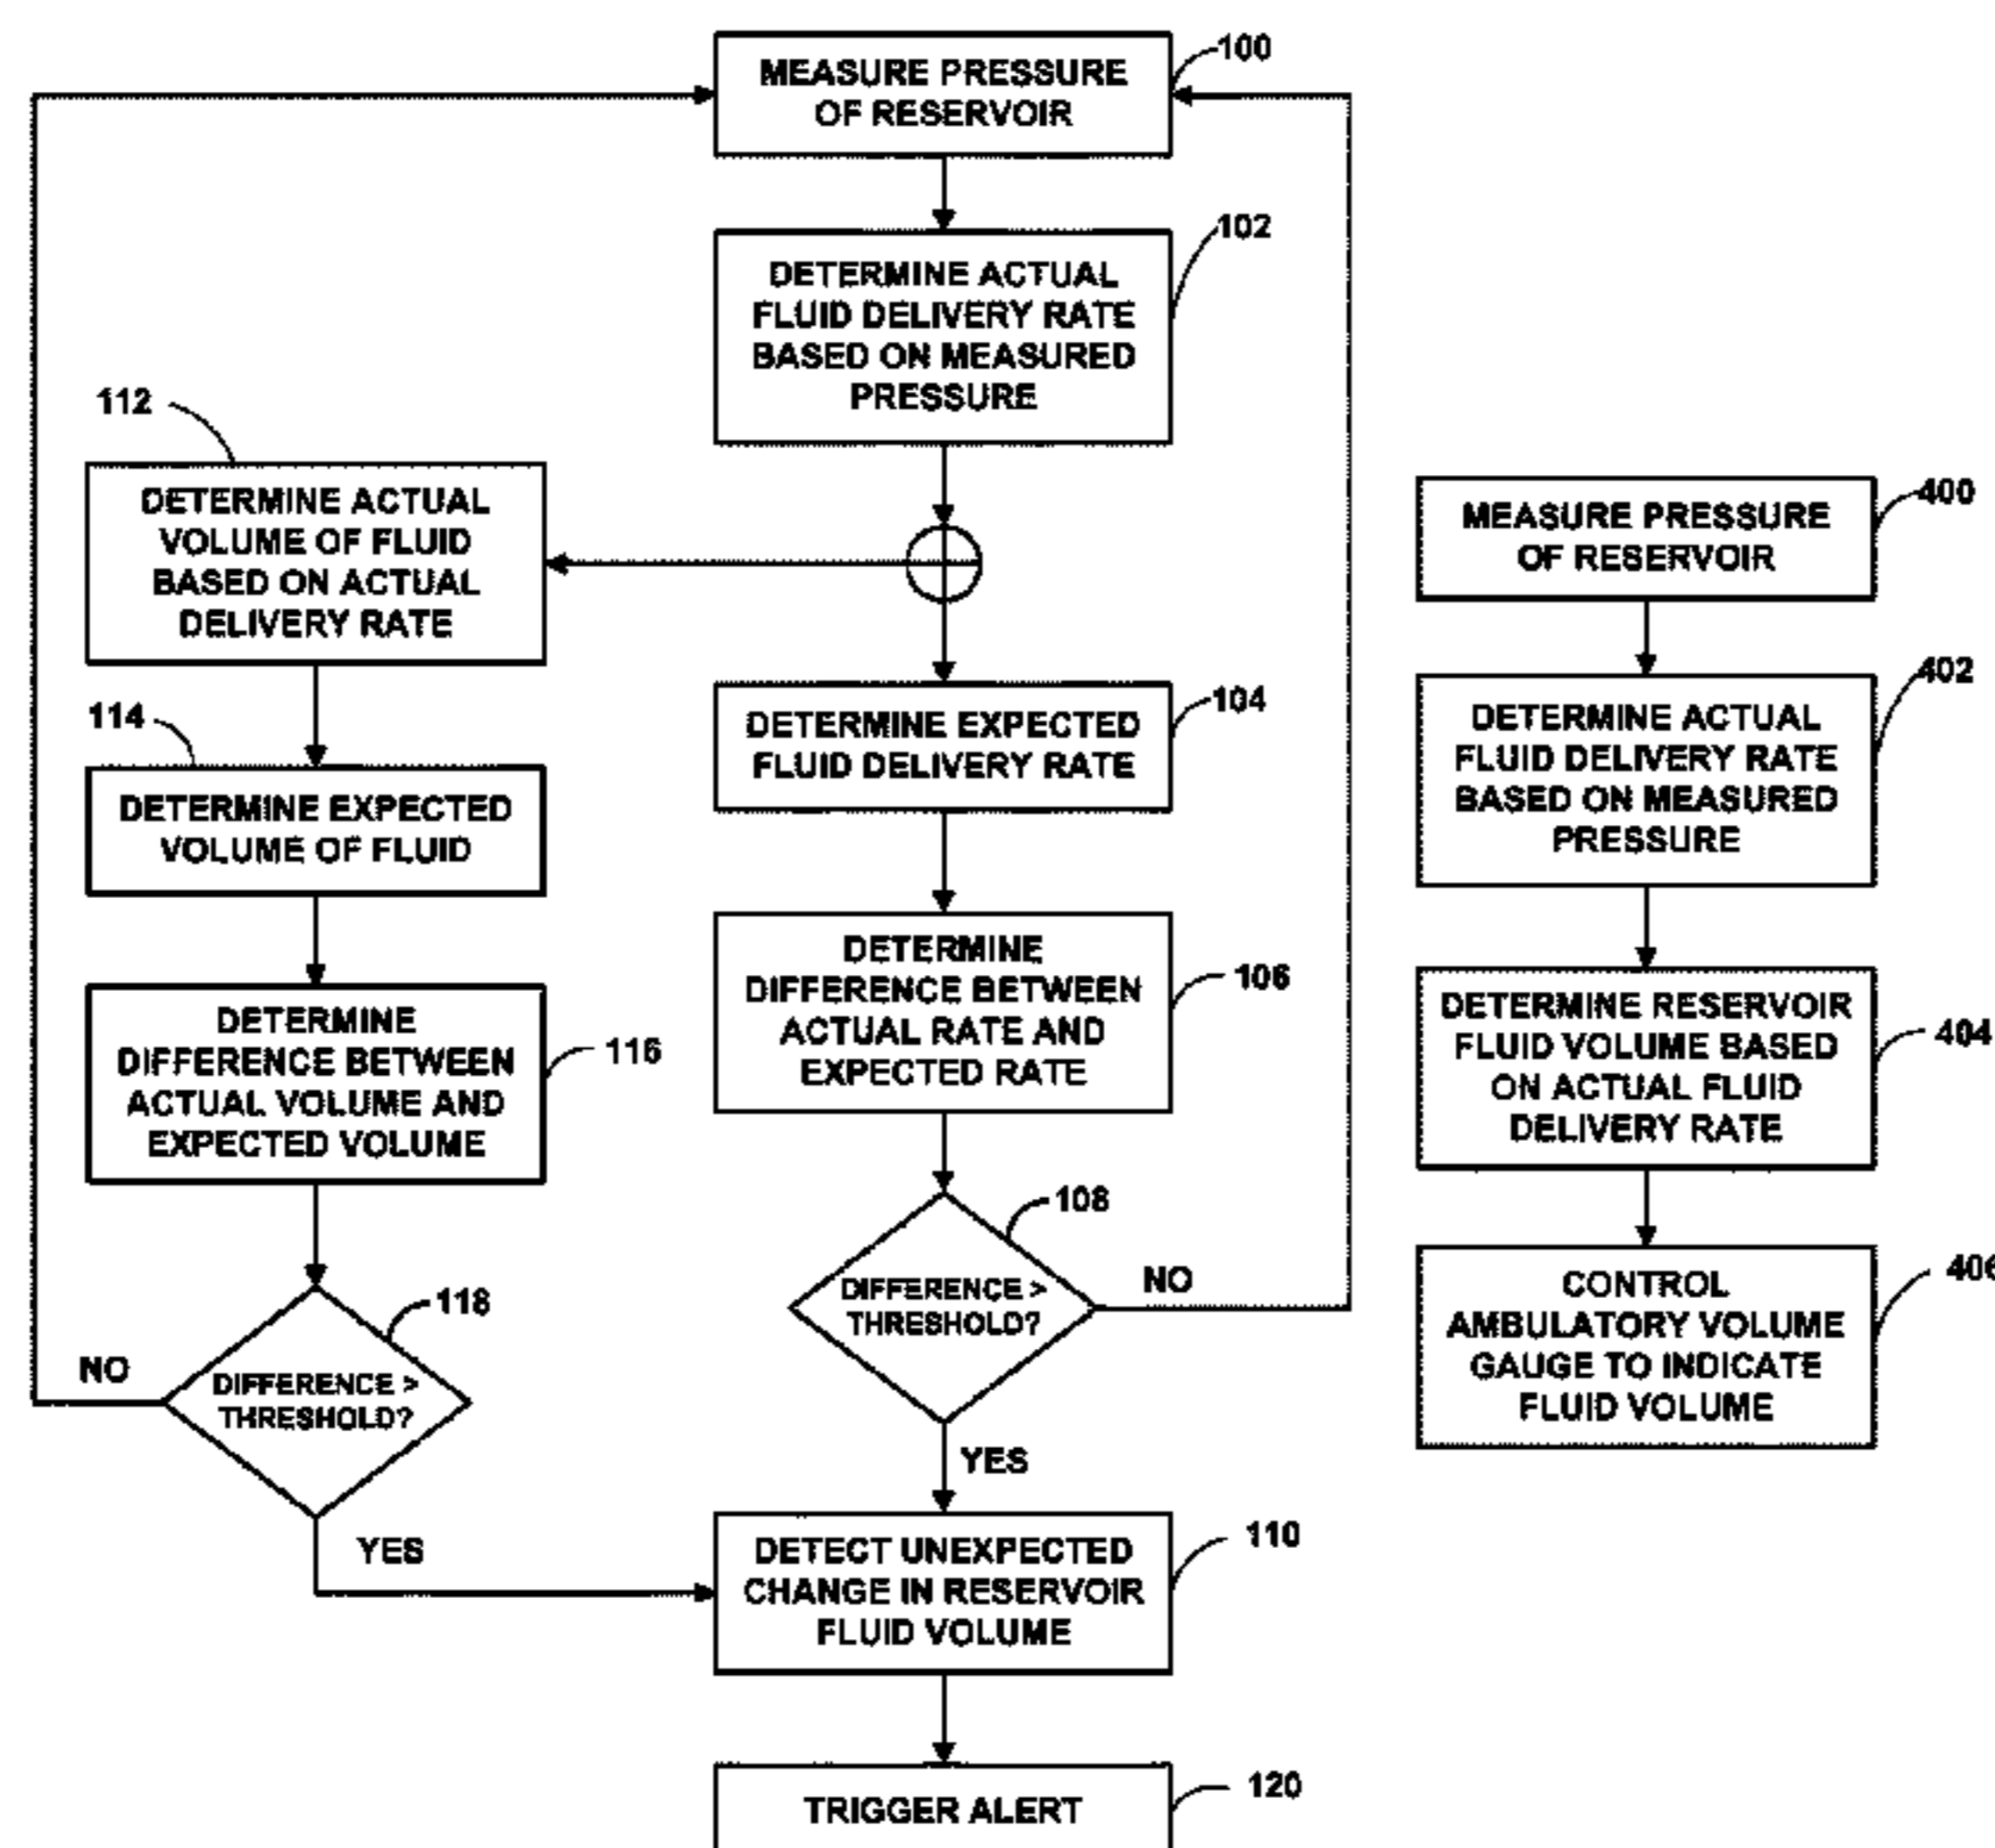 MEASURE PRESSURE
OF RESERVOIR
100
DETERMINE ACTUAL
FLUID DELIVERY RATE
BASED ON MEASURED
PRESSURE
102
112
DETERMINE ACTUAL
VOLUME OF FLUID
BASED ON ACTUAL
DELIVERY RATE
114
DETERMINE EXPECTED
VOLUME OF FLUID
DETERMINE
DIFFERENCE BETWEEN
ACTUAL VOLUME AND
EXPECTED VOLUME
116
118
DIFFERENCE >
THRESHOLD?
NO
YES
DETERMINE EXPECTED
FLUID DELIVERY RATE
104
DETERMINE
DIFFERENCE BETWEEN
ACTUAL RATE AND
EXPECTED RATE
106
108
DIFFERENCE >
THRESHOLD?
NO
YES
DETECT UNEXPECTED
CHANGE IN RESERVOIR
FLUID VOLUME
110
TRIGGER ALERT
120
MEASURE PRESSURE
OF RESERVOIR
400
DETERMINE ACTUAL
FLUID DELIVERY RATE
BASED ON MEASURED
PRESSURE
402
DETERMINE RESERVOIR
FLUID VOLUME BASED
ON ACTUAL FLUID
DELIVERY RATE
404
CONTROL
AMBULATORY VOLUME
GAUGE TO INDICATE
FLUID VOLUME
406